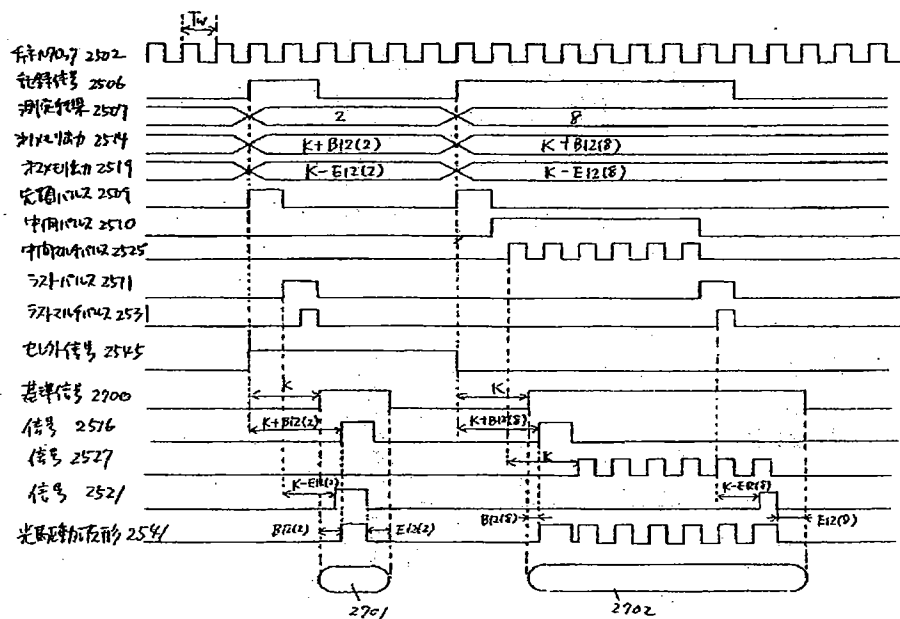 Tw
チャネルクロック 2502
記録信号 2506
測定結果 2507
2
8
オ1メモリ出力 2514
K+B12(2)
K+B12(8)
オ2メモリ出力 2519
K-E12(2)
K-E12(8)
先頭パルス 2509
中間パルス 2510
中間マルチパルス 2525
ラストパルス 2511
ラストマルチパルス 2531
セレクト信号 2545
基準信号 2700
K
K
信号 2516
K+B12(2)
K+B12(8)
信号 2527
K
信号 2521
K-E12(2)
K-E12(8)
光駆動波形 2541
B12(2)
E12(2)
B12(8)
E12(8)
2701
2702